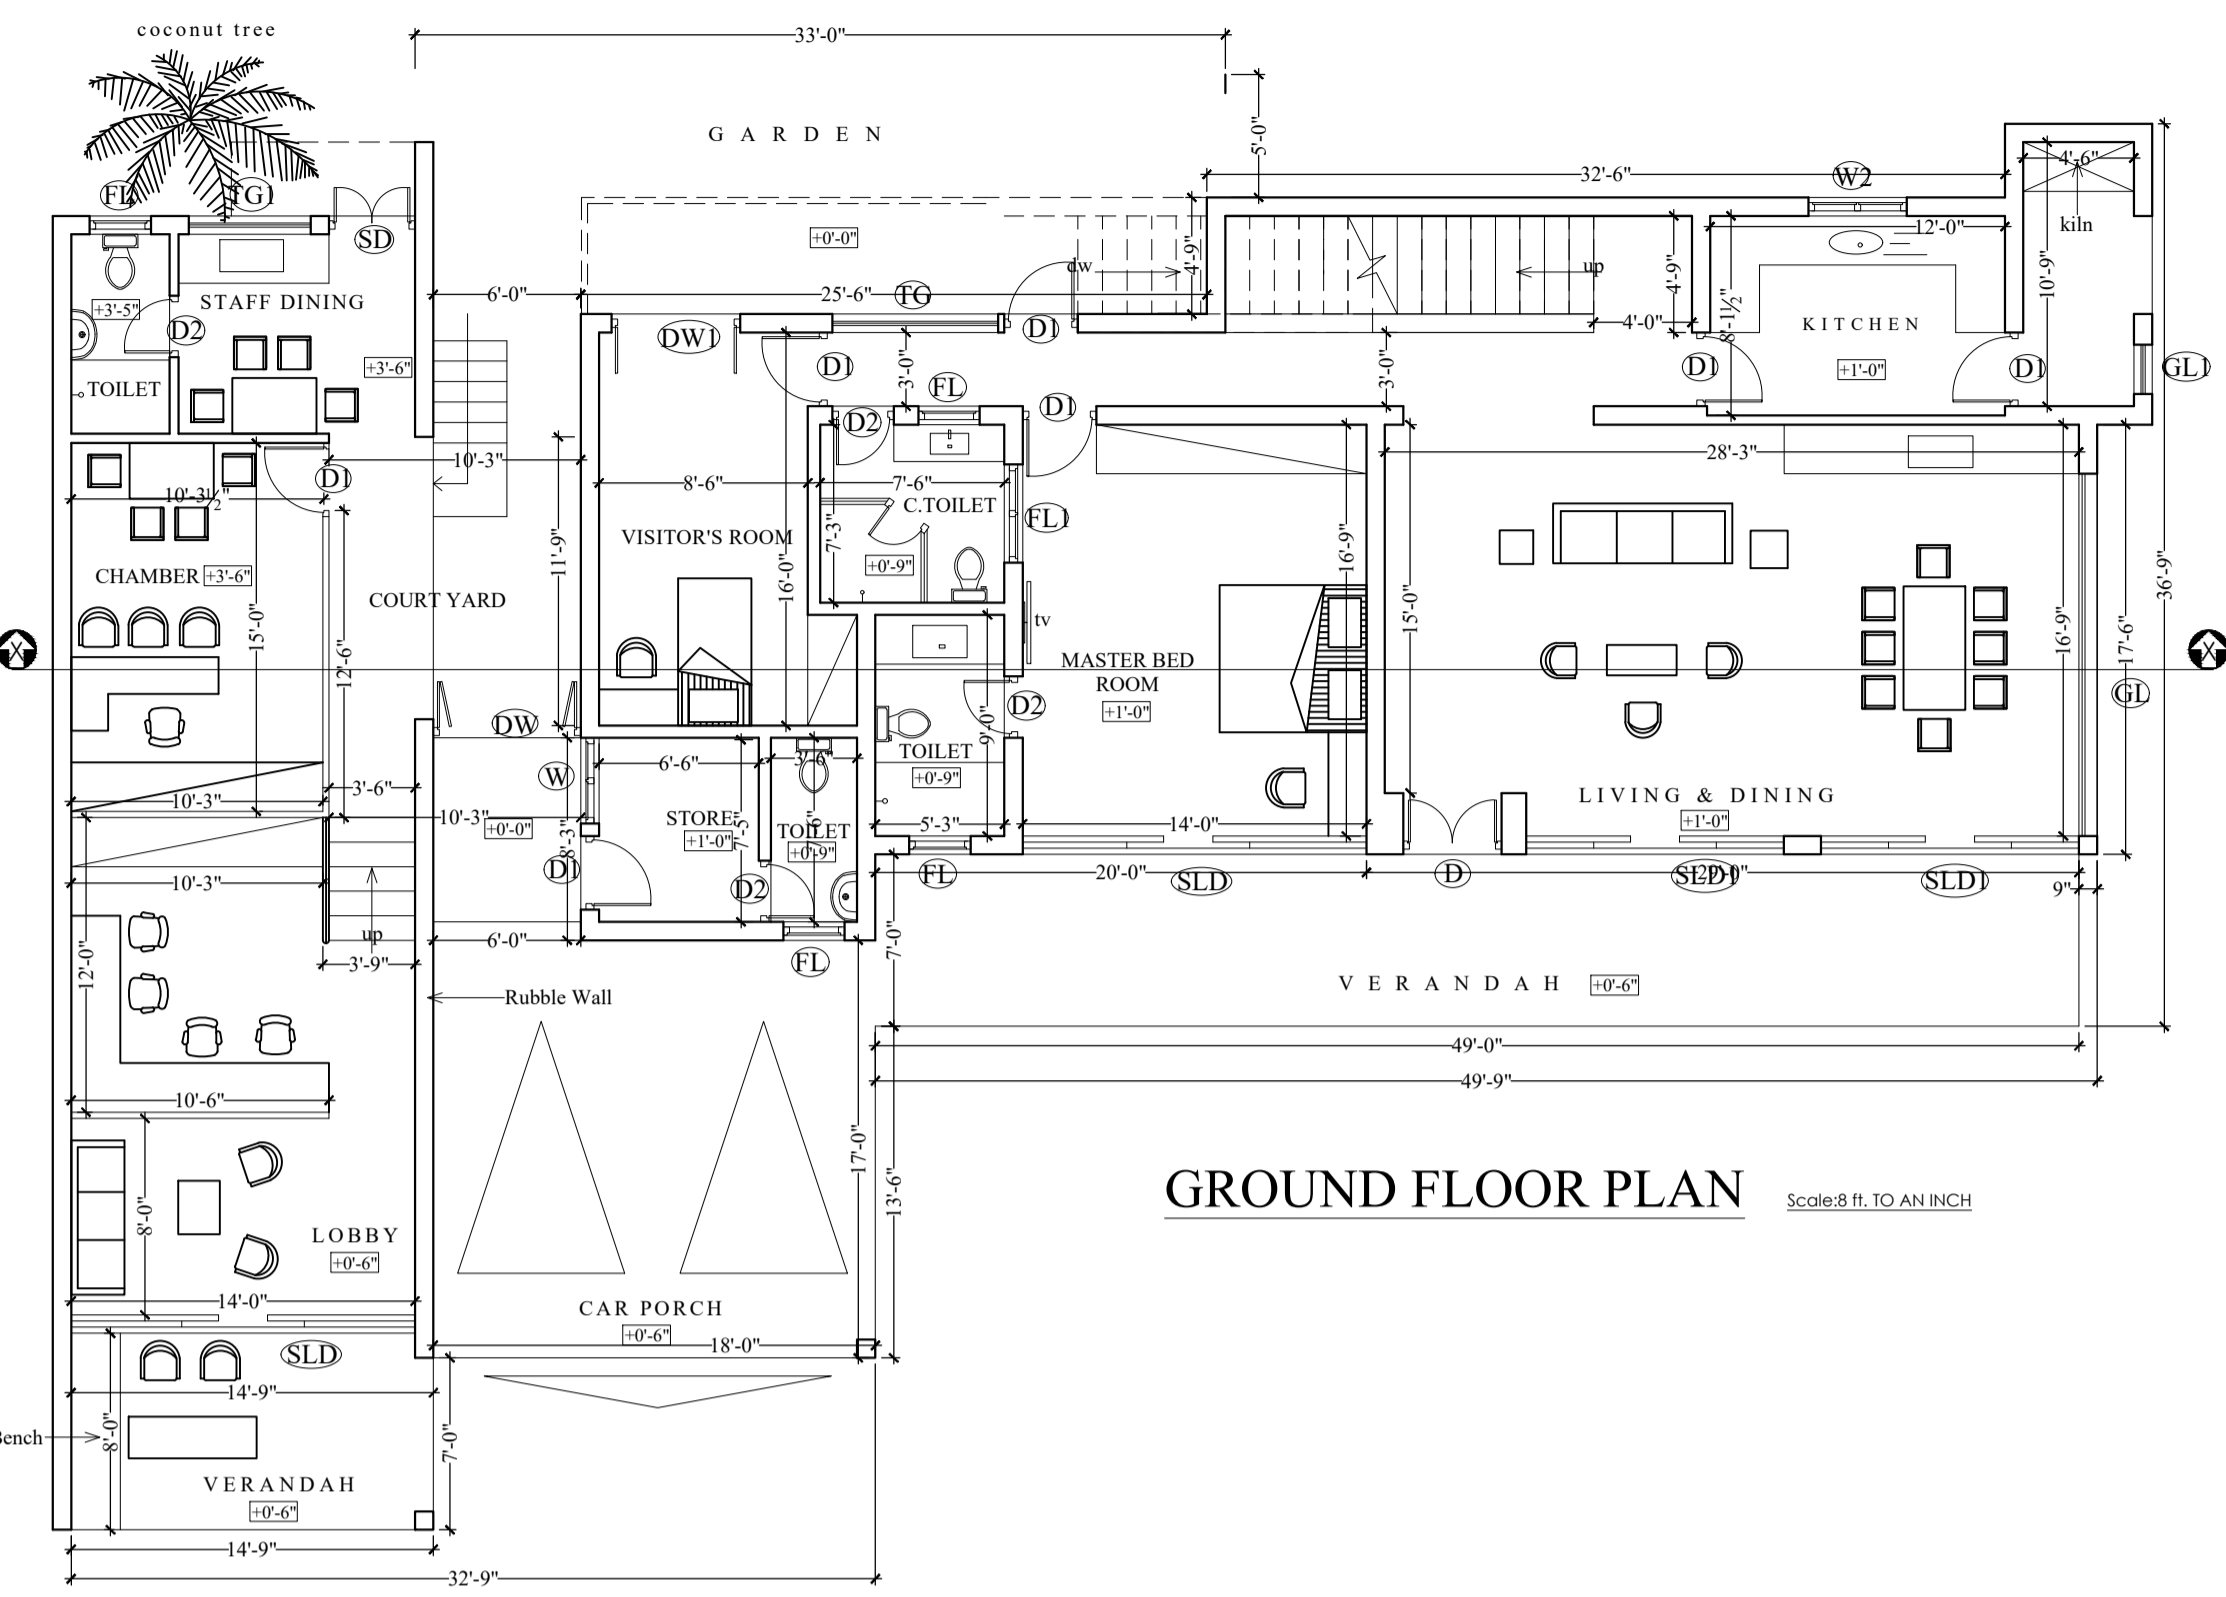 coconut tree
33'-0"
G A R D E N
5'-0"
32'-6"
W2
4'-6"
kiln
FL
TG1
SD
+0'-0"
4'-9"
dw
up
4'-9"
12'-0"
10'-9"
STAFF DINING
+3'-5"
D2
6'-0"
25'-6"
TG
D1
DW1
4'-0"
8'-1½"
KITCHEN
+1'-0"
+3'-6"
TOILET
D1
3'-0"
FL
3'-0"
D1
D1
GL1
D1
D2
10'-3"
28'-3"
D1
10'-3½"
8'-6"
7'-6"
C.TOILET
FL1
7'-3"
VISITOR'S ROOM
11'-9"
16'-0"
16'-9"
CHAMBER
+3'-6"
+0'-9"
COURT YARD
15'-0"
12'-6"
tv
15'-0"
16'-9"
17'-6"
36'-9"
X
X
MASTER BED
ROOM
+1'-0"
GL
D2
9'-0"
DW
TOILET
+0'-9"
W
6'-6"
3'-6"
3'-6"
10'-3"
10'-3"
+0'-0"
STORE
+1'-0"
7'-5"
TOILET
7'-6"
+0'-9"
5'-3"
14'-0"
LIVING & DINING
+1'-0"
8'-3"
D1
D2
FL
20'-0"
SLD
D
SLD1
29'-0"
SLD1
9"
10'-3"
up
6'-0"
3'-9"
12'-0"
FL
7'-0"
V E R A N D A H
+0'-6"
Rubble Wall
49'-0"
49'-9"
10'-6"
17'-0"
13'-6"
8'-0"
GROUND FLOOR PLAN
Scale:8 ft. TO AN INCH
LOBBY
+0'-6"
14'-0"
CAR PORCH
+0'-6"
18'-0"
SLD
14'-9"
8'-0"
7'-0"
Bench
VERANDAH
+0'-6"
14'-9"
32'-9"